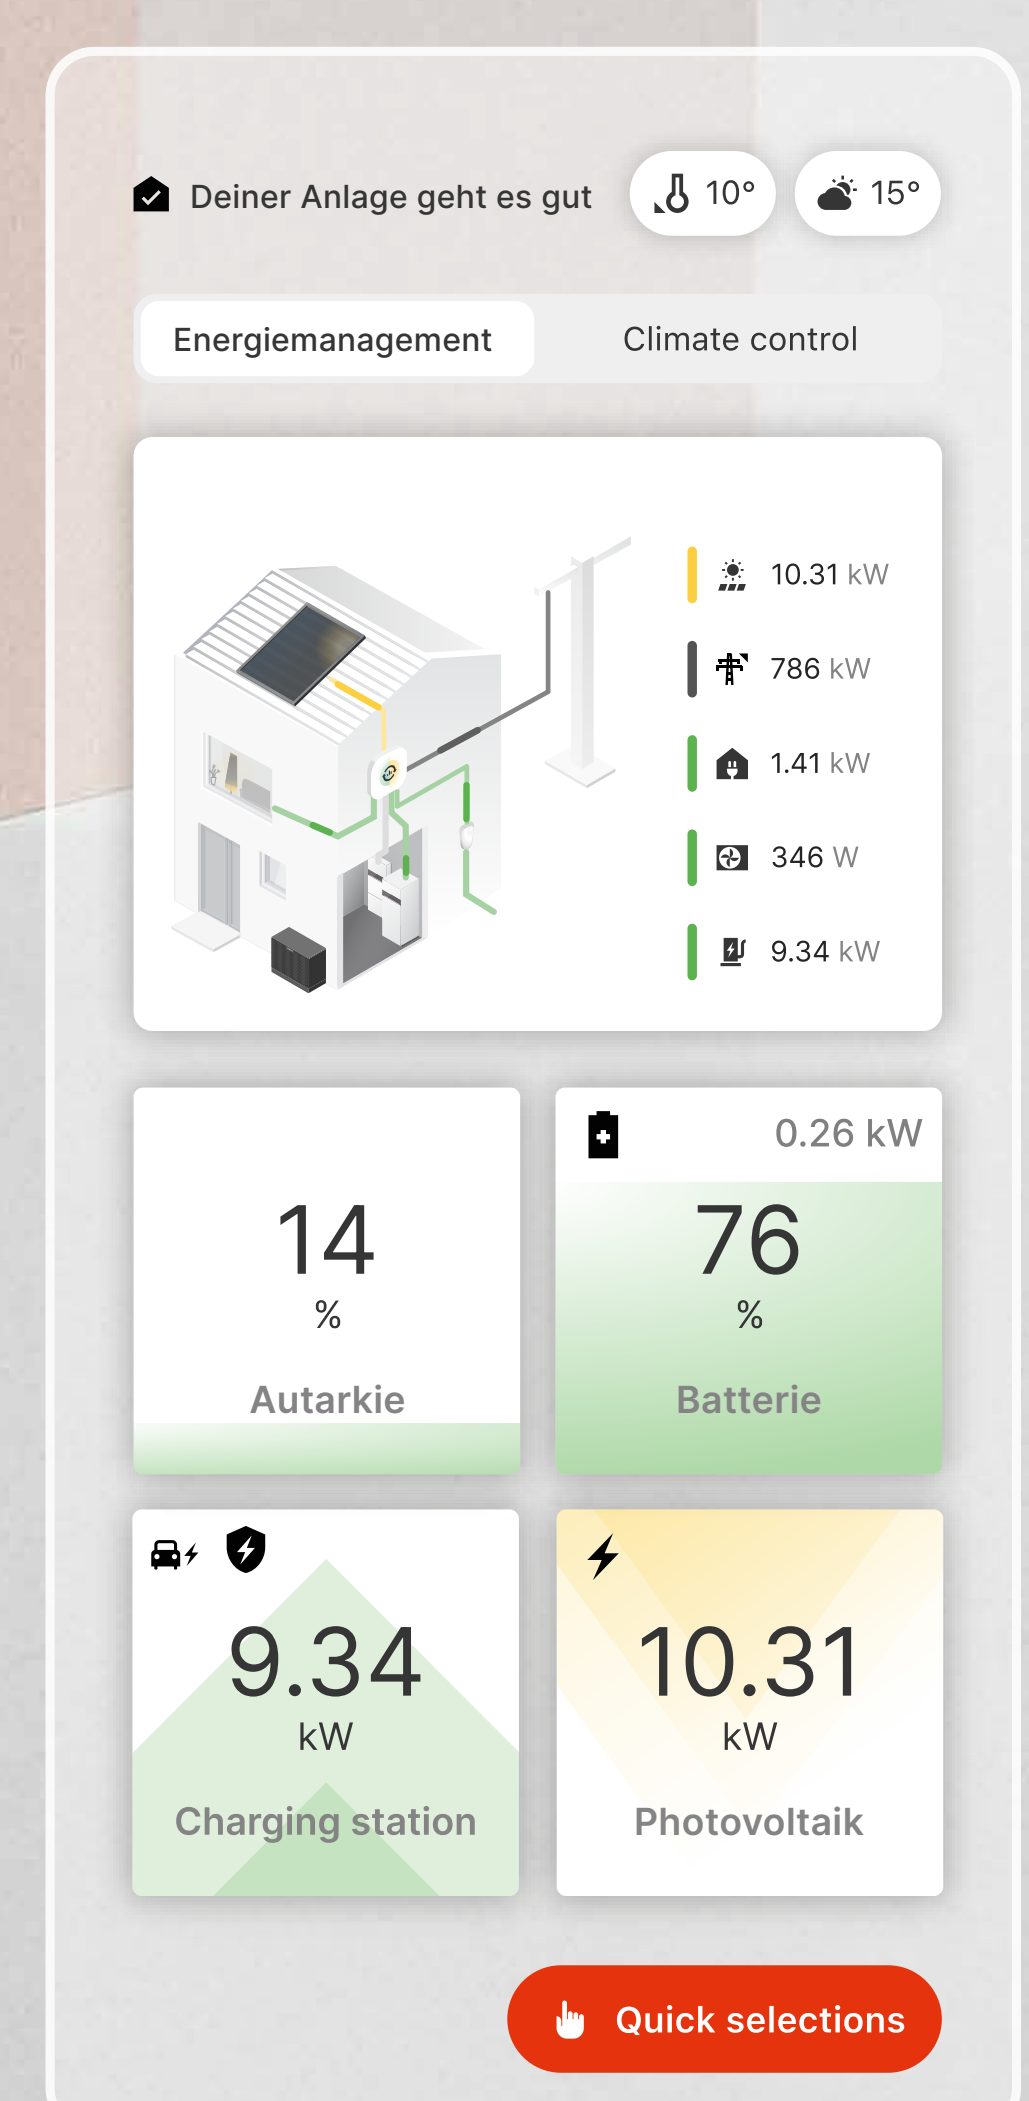 Deiner Anlage geht es gut
10°
15°
Energiemanagement
Climate control
10.31 kW
786 kW
1.41 kW
346 W
9.34 kW
14
%
Autarkie
0.26 kW
76
%
Batterie
9.34
kW
Charging station
10.31
kW
Photovoltaik
Quick selections